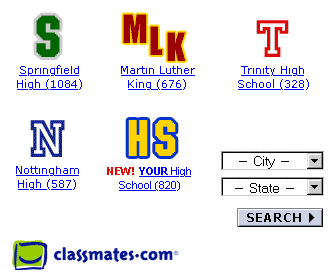 S
MLK
T
Springfield
High (1084)
Martin Luther
King (676)
Trinity High
School (328)
N
HS
Nottingham
High (587)
NEW! YOUR High
School (820)
– City –
– State –
SEARCH
classmates.com®